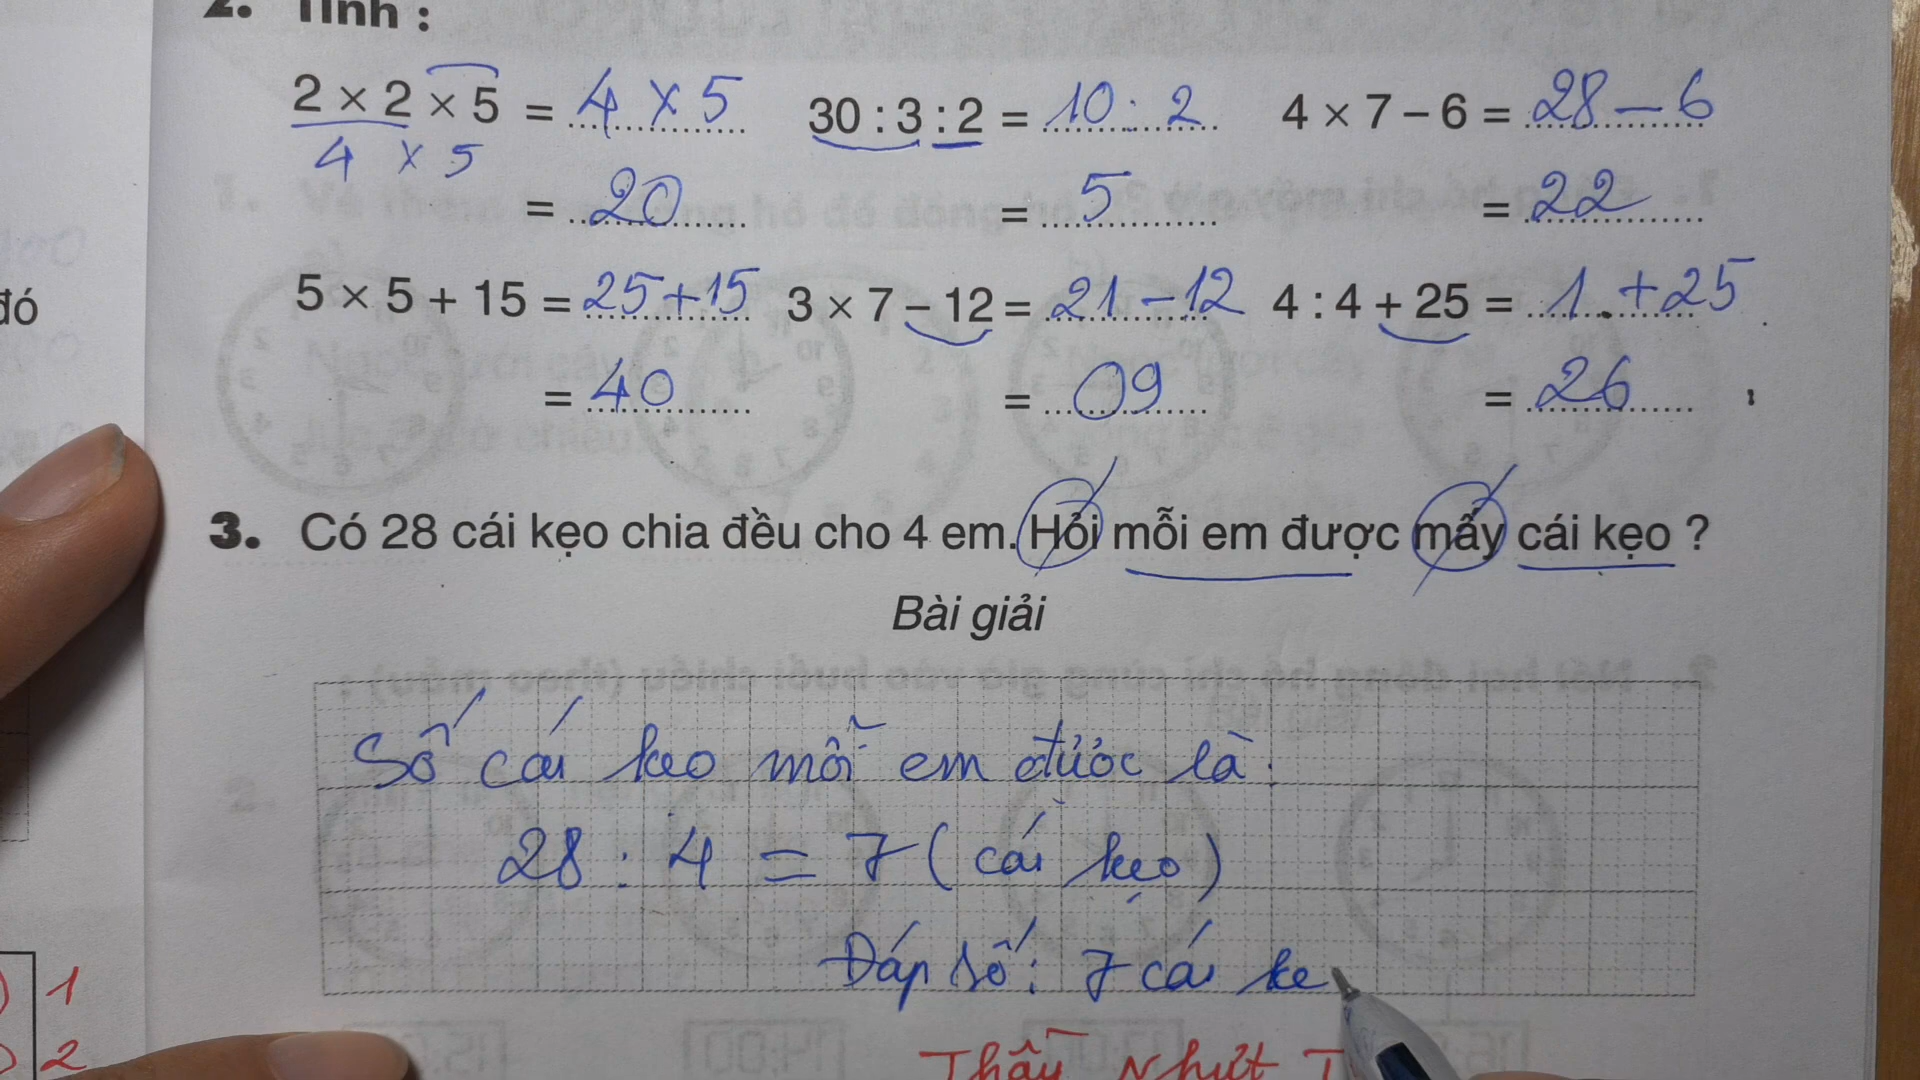 2. Tính :
2 × 2 × 5 = 4 × 5 30 : 3 : 2 = 10 : 2 4 × 7 – 6 = 28 – 6
4 × 5
= 20 = 5 = 22
đó
5 × 5 + 15 = 25 + 15 3 × 7 – 12 = 21 – 12 4 : 4 + 25 = 1 + 25
= 40 = 09 = 26
3. Có 28 cái kẹo chia đều cho 4 em. Hỏi mỗi em được mấy cái kẹo ?
Bài giải
Số cái kẹo mỗi em được là:
28 : 4 = 7 (cái kẹo)
Đáp số: 7 cái ke
1
2
Thầy Nhựt T